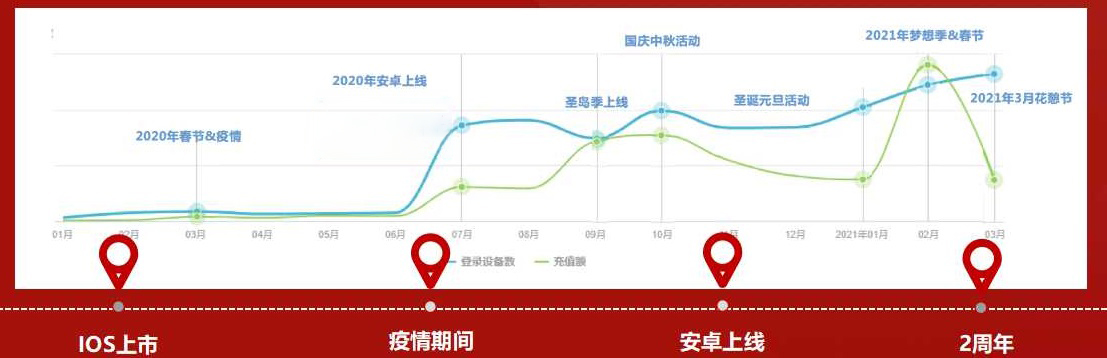 2021年梦想季&春节
国庆中秋活动
2020年安卓上线
圣岛季上线
圣诞元旦活动
2021年3月花憩节
2020年春节&疫情
01月
02月
03月
04月
05月
06月
07月
08月
09月
10月
12月
2021年01月
02月
03月
登录设备数
充值额
IOS上市
疫情期间
安卓上线
2周年